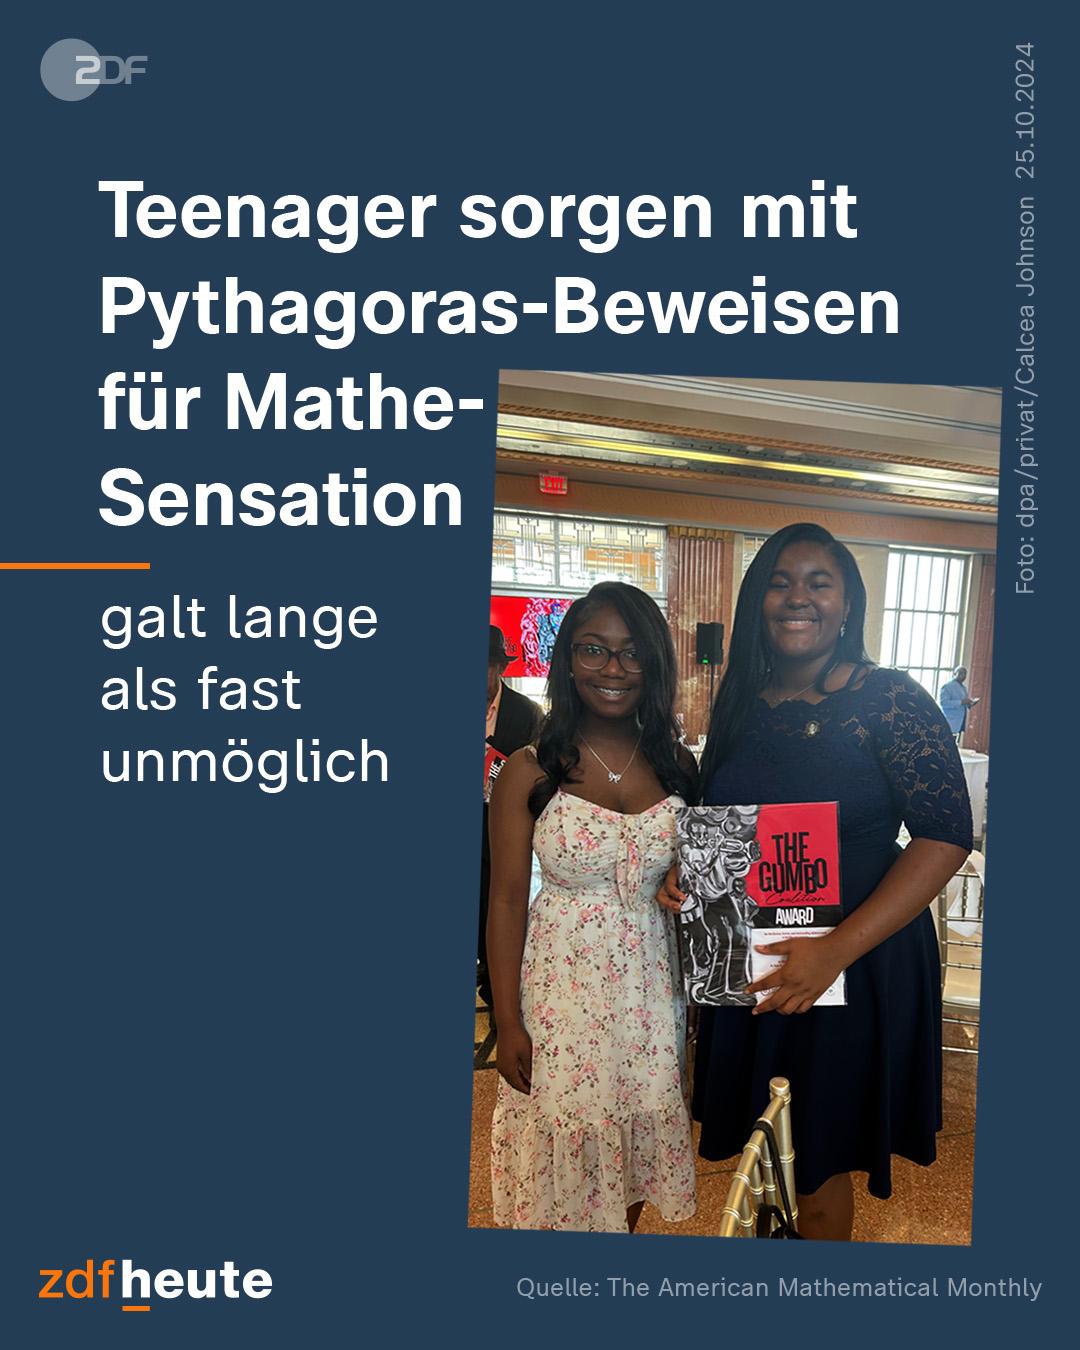 ZDF
Foto: dpa/privat/Calcea Johnson 25.10.2024
Teenager sorgen mit
Pythagoras-Beweisen
für Mathe-
Sensation
galt lange
als fast
unmöglich
EXIT
THE
THE
GUMBO
Coalition
AWARD
zdfheute
Quelle: The American Mathematical Monthly